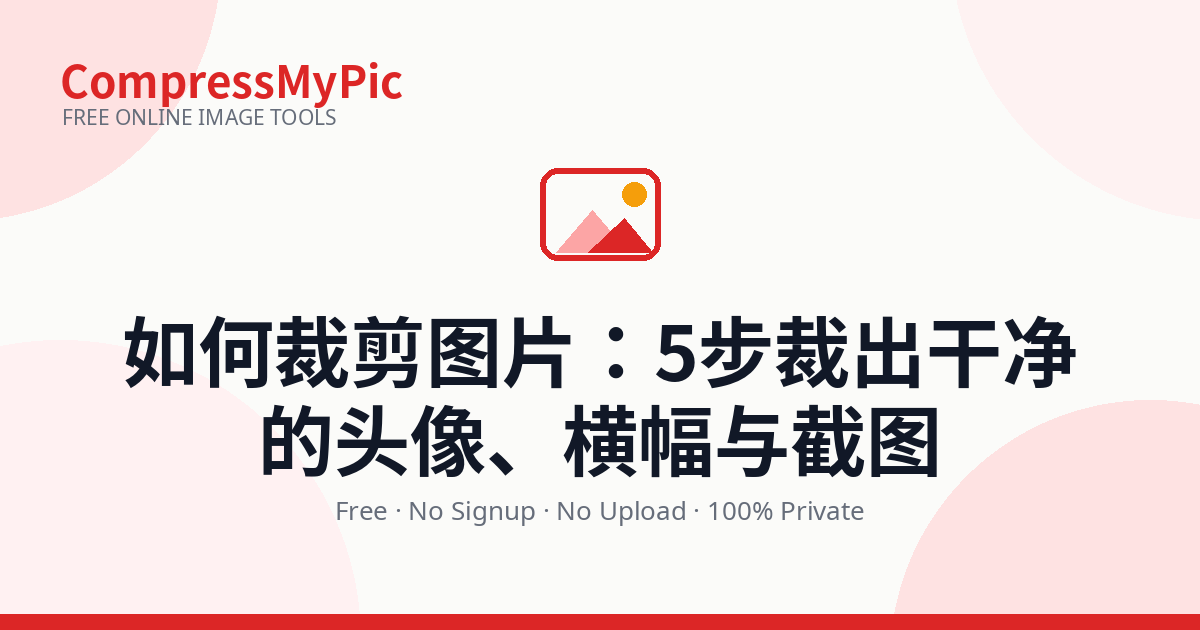 CompressMyPic
FREE ONLINE IMAGE TOOLS
如何裁剪图片：5步裁出干净
的头像、横幅与截图
Free · No Signup · No Upload · 100% Private